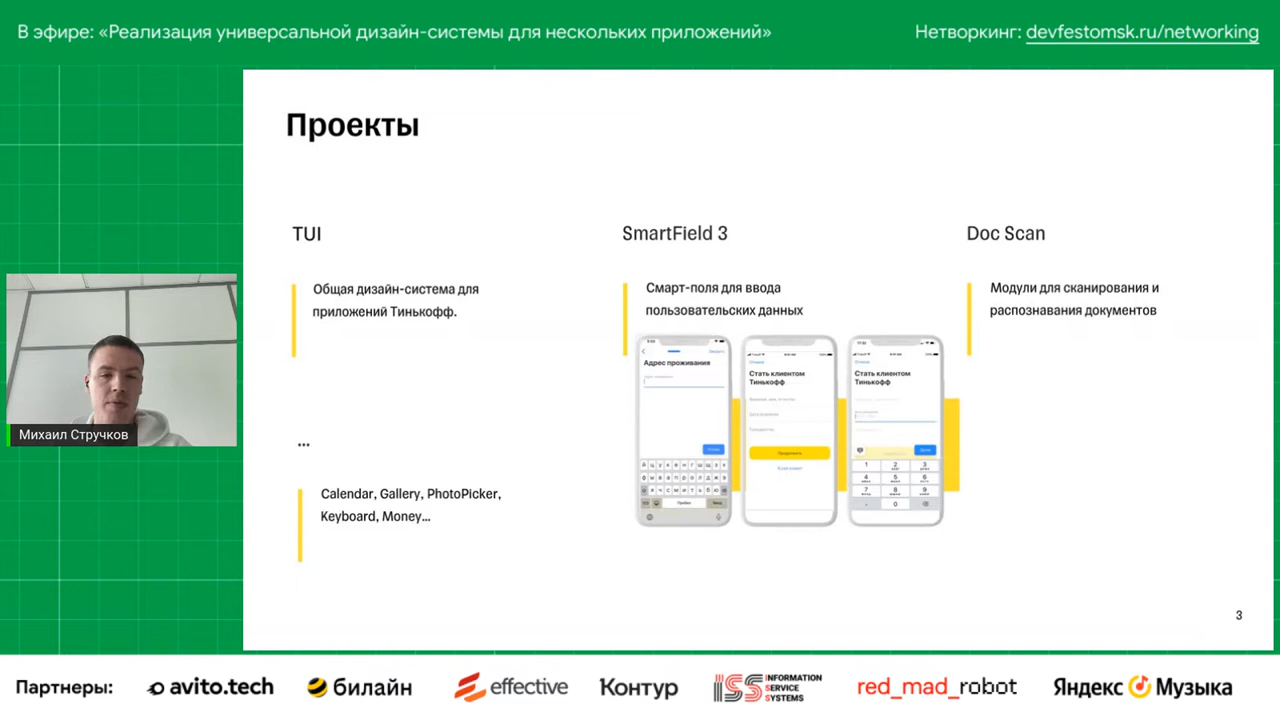 В эфире: «Реализация универсальной дизайн-системы для нескольких приложений»
Нетворкинг: devfestomsk.ru/networking
Проекты
TUI
Общая дизайн-система для
приложений Тинькофф.
...
Calendar, Gallery, PhotoPicker,
Keyboard, Money...
SmartField 3
Смарт-поля для ввода
пользовательских данных
Адрес проживания
Стать клиентом
Тинькофф
Стать клиентом
Тинькофф
Doc Scan
Модули для сканирования и
распознавания документов
3
Михаил Стручков
Партнеры:
avito.tech
билайн
effective
Контур
ISS INFORMATION
SERVICE
SYSTEMS
red_mad_robot
Яндекс Музыка